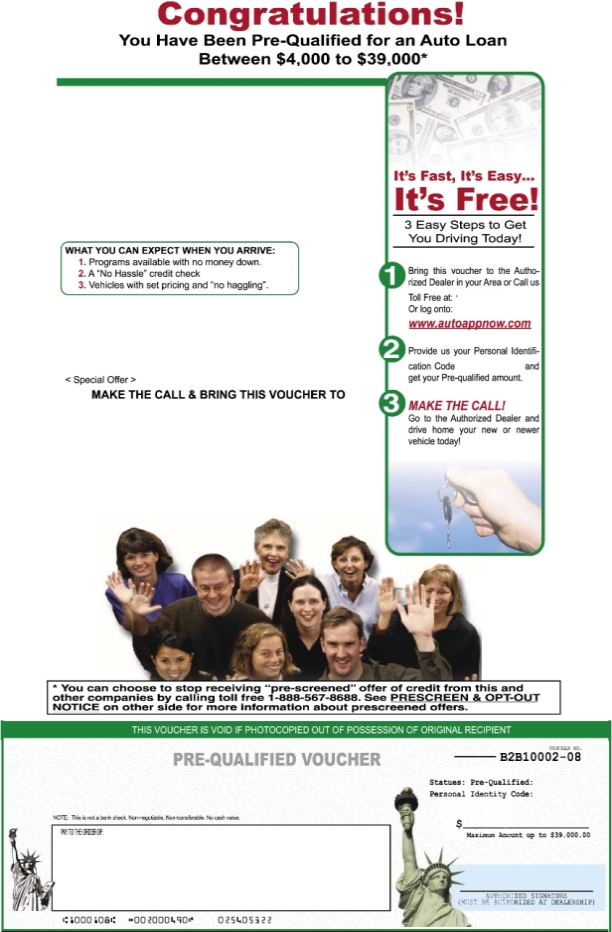 Congratulations!
You Have Been Pre-Qualified for an Auto Loan
Between $4,000 to $39,000*
It's Fast, It's Easy...
It's Free!
3 Easy Steps to Get
You Driving Today!
WHAT YOU CAN EXPECT WHEN YOU ARRIVE:
1. Programs available with no money down.
2. A "No Hassle" credit check
3. Vehicles with set pricing and "no haggling".
1
Bring this voucher to the Autho-
rized Dealer in your Area or Call us
Toll Free at:
Or log onto:
www.autoappnow.com
2
Provide us your Personal Identifi-
cation Code and
get your Pre-qualified amount.
< Special Offer >
MAKE THE CALL & BRING THIS VOUCHER TO
3
MAKE THE CALL!
Go to the Authorized Dealer and
drive home your new or newer
vehicle today!
* You can choose to stop receiving "pre-screened" offer of credit from this and
other companies by calling toll free 1-888-567-8688. See PRESCREEN & OPT-OUT
NOTICE on other side for more information about prescreened offers.
THIS VOUCHER IS VOID IF PHOTOCOPIED OUT OF POSSESSION OF ORIGINAL RECIPIENT
PRE-QUALIFIED VOUCHER
VOUCHER NO.
B2B10002-08
Statues: Pre-Qualified:
Personal Identity Code:
$
Maximum Amount up to $39.000.00
NOTE: This is not a bank check. Non-negotiable. Non-transferable. No cash value.
PAY TO THE ORDER OF:
AUTHORIZED SIGNATURE
(MUST BE AUTHORIZED AT DEALERSHIP)
⑆1000108⑆ ⑈002000490⑈ 025405322